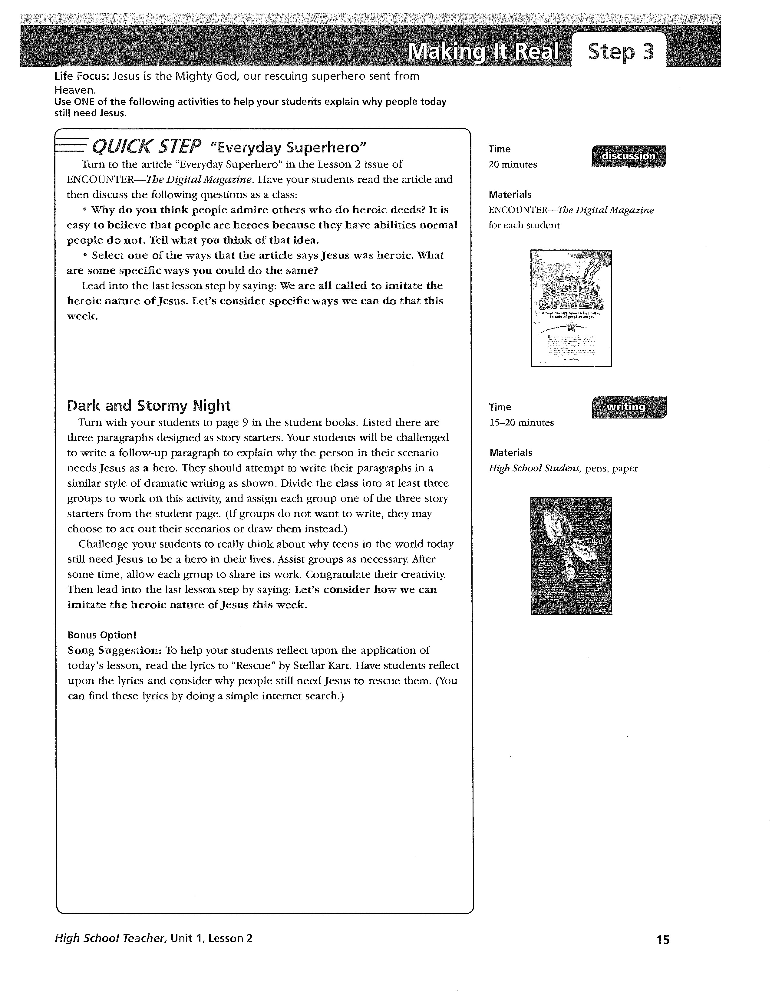 Making It Real
Step 3
Life Focus: Jesus is the Mighty God, our rescuing superhero sent from
Heaven.
Use ONE of the following activities to help your students explain why people today
still need Jesus.
QUICK STEP "Everyday Superhero"
Turn to the article “Everyday Superhero” in the Lesson 2 issue of
ENCOUNTER—The Digital Magazine. Have your students read the article and
then discuss the following questions as a class:
• Why do you think people admire others who do heroic deeds? It is
easy to believe that people are heroes because they have abilities normal
people do not. Tell what you think of that idea.
• Select one of the ways that the article says Jesus was heroic. What
are some specific ways you could do the same?
Lead into the last lesson step by saying: We are all called to imitate the
heroic nature of Jesus. Let’s consider specific ways we can do that this
week.
Time
20 minutes
discussion
Materials
ENCOUNTER—The Digital Magazine
for each student
EVERYDAY
SUPERHERO
A hero doesn't have to be limited
to acts of great courage.
Dark and Stormy Night
Turn with your students to page 9 in the student books. Listed there are
three paragraphs designed as story starters. Your students will be challenged
to write a follow-up paragraph to explain why the person in their scenario
needs Jesus as a hero. They should attempt to write their paragraphs in a
similar style of dramatic writing as shown. Divide the class into at least three
groups to work on this activity, and assign each group one of the three story
starters from the student page. (If groups do not want to write, they may
choose to act out their scenarios or draw them instead.)
Challenge your students to really think about why teens in the world today
still need Jesus to be a hero in their lives. Assist groups as necessary. After
some time, allow each group to share its work. Congratulate their creativity.
Then lead into the last lesson step by saying: Let’s consider how we can
imitate the heroic nature of Jesus this week.
Time
15–20 minutes
writing
Materials
High School Student, pens, paper
Dark and Stormy Night
Bonus Option!
Song Suggestion: To help your students reflect upon the application of
today’s lesson, read the lyrics to “Rescue” by Stellar Kart. Have students reflect
upon the lyrics and consider why people still need Jesus to rescue them. (You
can find these lyrics by doing a simple internet search.)
High School Teacher, Unit 1, Lesson 2
15